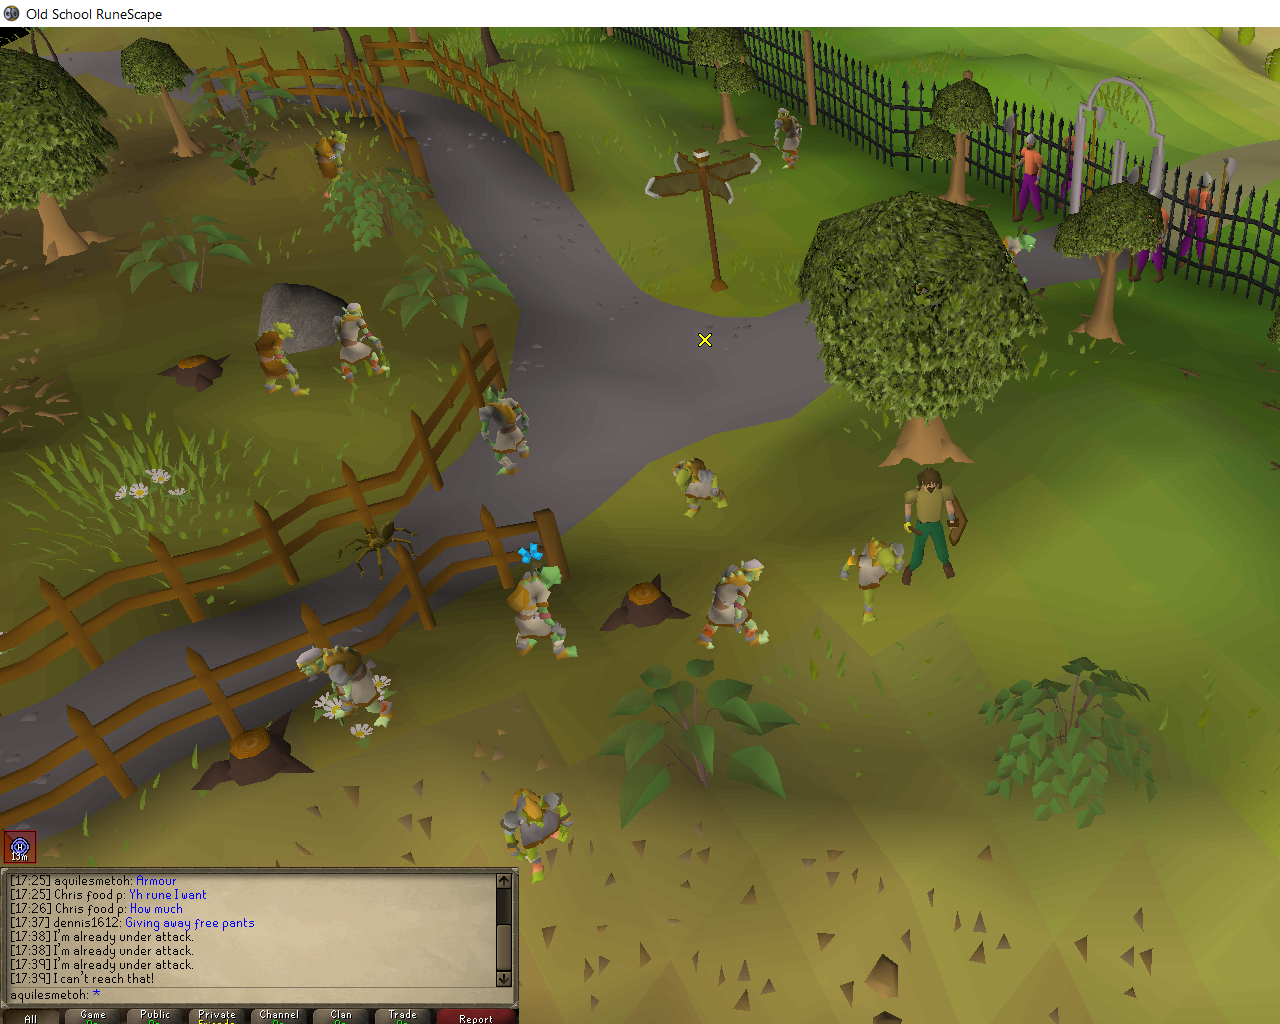 Old School RuneScape
13m
[17:25] aquilesmetoh: Armour
[17:25] Chris food p: Yh rune I want
[17:26] Chris food p: How much
[17:37] dennis1612: Giving away free pants
[17:38] I'm already under attack.
[17:38] I'm already under attack.
[17:39] I'm already under attack.
[17:39] I can't reach that!
aquilesmetoh: *
All Game Public Private Channel Clan Trade Report